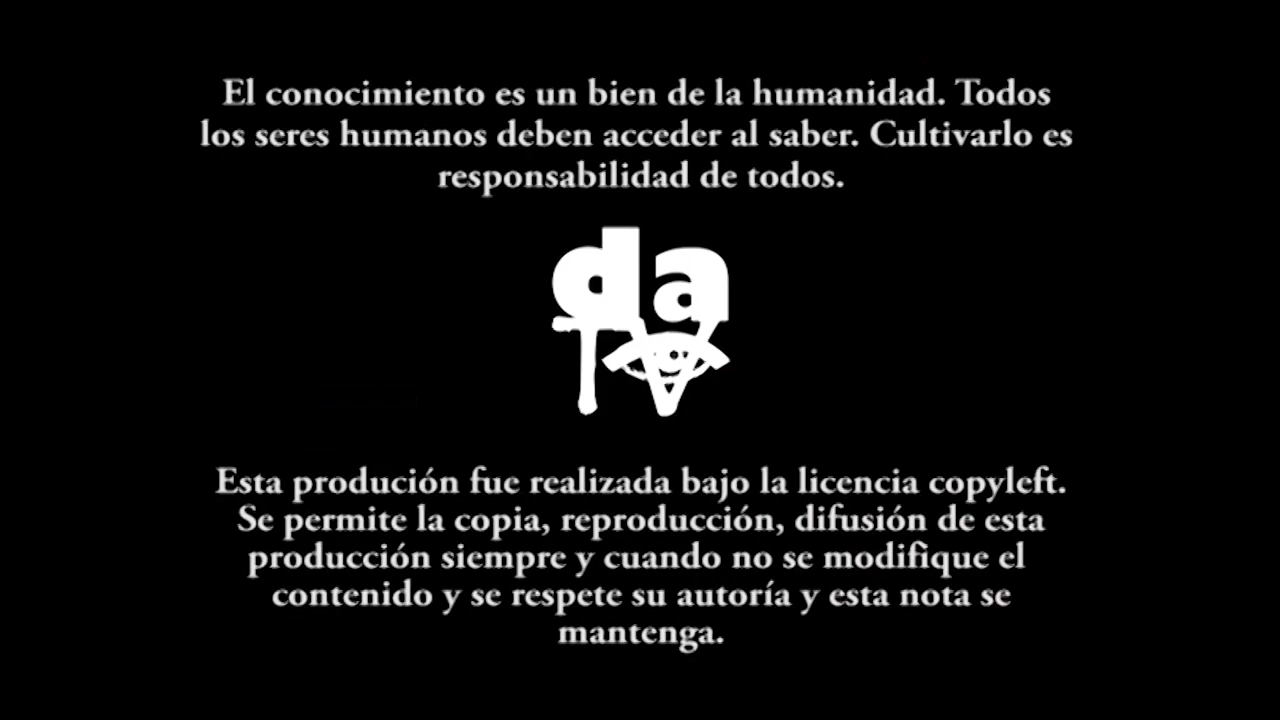 El conocimiento es un bien de la humanidad. Todos
los seres humanos deben acceder al saber. Cultivarlo es
responsabilidad de todos.
da
TV
Esta produción fue realizada bajo la licencia copyleft.
Se permite la copia, reproducción, difusión de esta
producción siempre y cuando no se modifique el
contenido y se respete su autoría y esta nota se
mantenga.